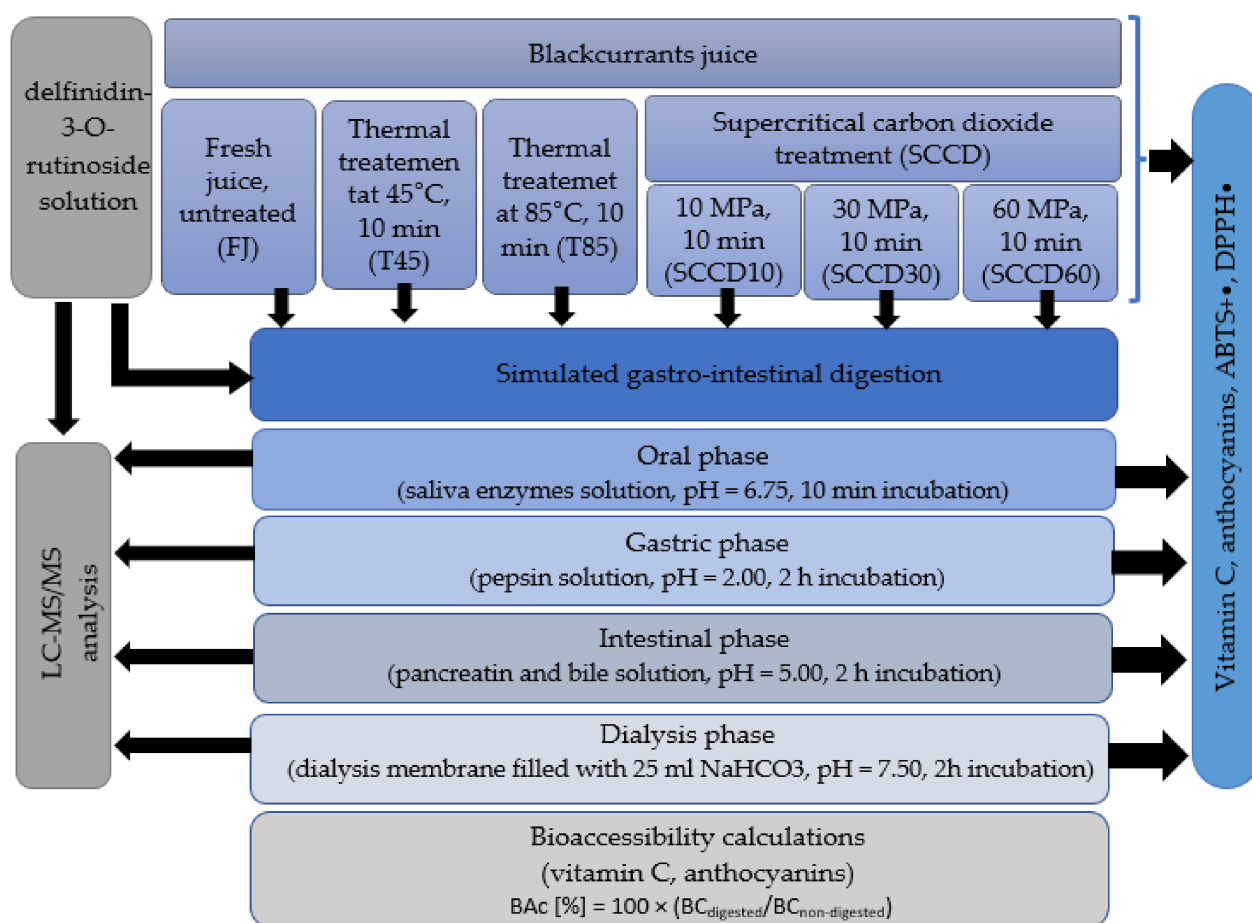 delfinidin-
3-O-
rutinoside
solution
Blackcurrants juice
Fresh
juice,
untreated
(FJ)
Thermal
treatemen
tat 45°C,
10 min
(T45)
Thermal
treatemet
at 85°C, 10
min (T85)
Supercritical carbon dioxide
treatment (SCCD)
10 MPa,
10 min
(SCCD10)
30 MPa,
10 min
(SCCD30)
60 MPa,
10 min
(SCCD60)
Simulated gastro-intestinal digestion
Oral phase
(saliva enzymes solution, pH = 6.75, 10 min incubation)
Gastric phase
(pepsin solution, pH = 2.00, 2 h incubation)
Intestinal phase
(pancreatin and bile solution, pH = 5.00, 2 h incubation)
Dialysis phase
(dialysis membrane filled with 25 ml NaHCO3, pH = 7.50, 2h incubation)
Bioaccessibility calculations
(vitamin C, anthocyanins)
BAc [%] = 100 × (BCdigested/BCnon-digested)
LC-MS/MS
analysis
Vitamin C, anthocyanins, ABTS+•, DPPH•